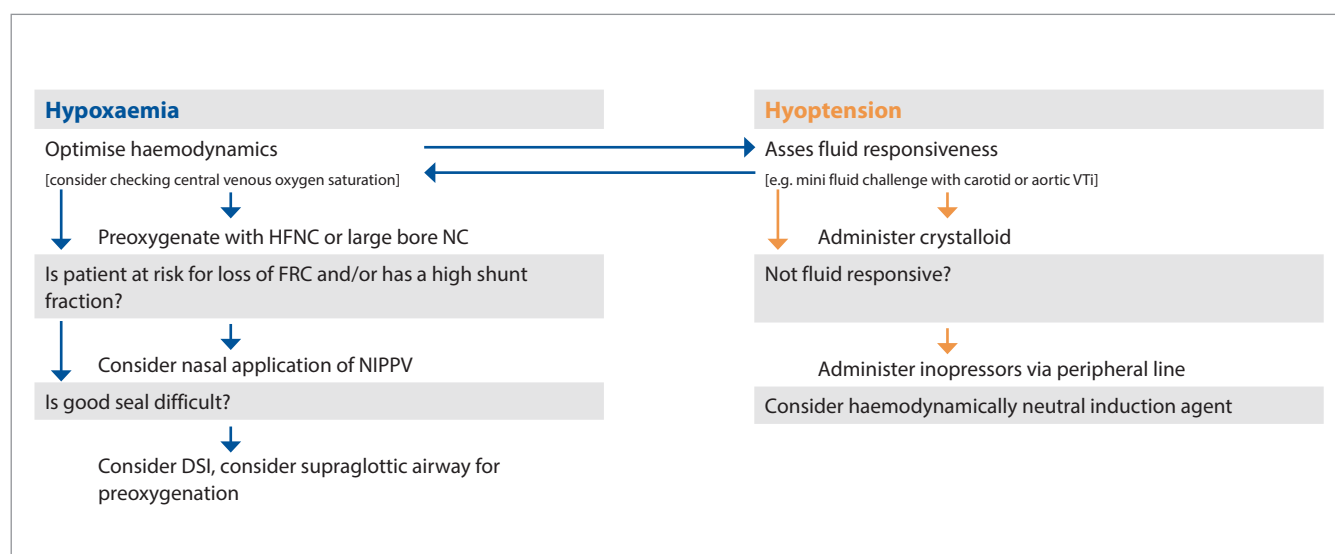 Hypoxaemia
Optimise haemodynamics
[consider checking central venous oxygen saturation]
Preoxygenate with HFNC or large bore NC
Is patient at risk for loss of FRC and/or has a high shunt
fraction?
Consider nasal application of NIPPV
Is good seal difficult?
Consider DSI, consider supraglottic airway for
preoxygenation
Hyoptension
Asses fluid responsiveness
[e.g. mini fluid challenge with carotid or aortic VTi]
Administer crystalloid
Not fluid responsive?
Administer inopressors via peripheral line
Consider haemodynamically neutral induction agent